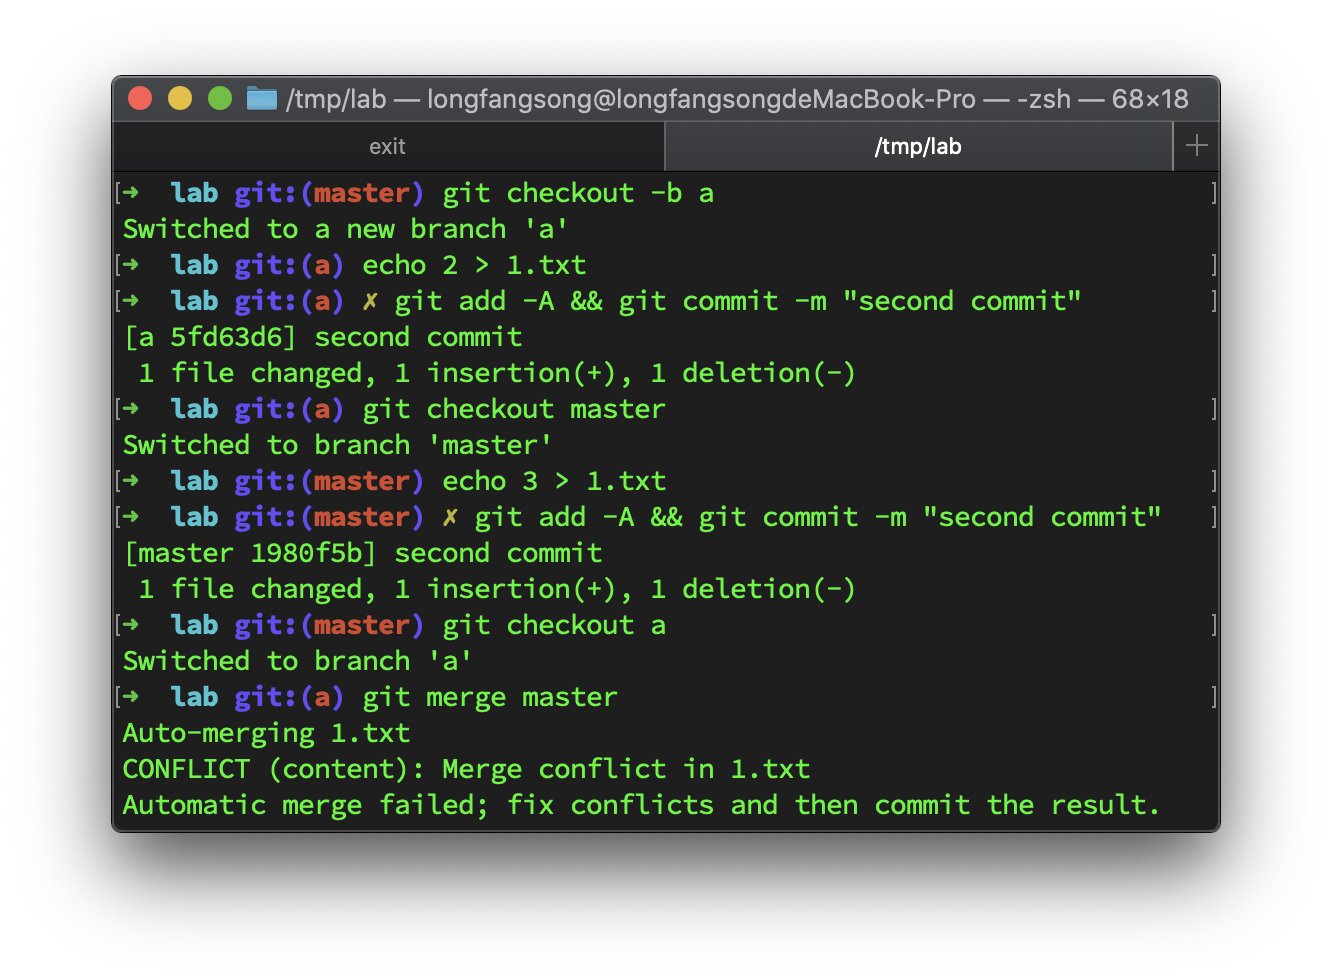 /tmp/lab — longfangsong@longfangsongdeMacBook-Pro — -zsh — 68×18
exit /tmp/lab +
[➜  lab git:(master) git checkout -b a ]
Switched to a new branch 'a'
[➜  lab git:(a) echo 2 > 1.txt ]
[➜  lab git:(a) ✗ git add -A && git commit -m "second commit" ]
[a 5fd63d6] second commit
 1 file changed, 1 insertion(+), 1 deletion(-)
[➜  lab git:(a) git checkout master ]
Switched to branch 'master'
[➜  lab git:(master) echo 3 > 1.txt ]
[➜  lab git:(master) ✗ git add -A && git commit -m "second commit" ]
[master 1980f5b] second commit
 1 file changed, 1 insertion(+), 1 deletion(-)
[➜  lab git:(master) git checkout a ]
Switched to branch 'a'
[➜  lab git:(a) git merge master ]
Auto-merging 1.txt
CONFLICT (content): Merge conflict in 1.txt
Automatic merge failed; fix conflicts and then commit the result.